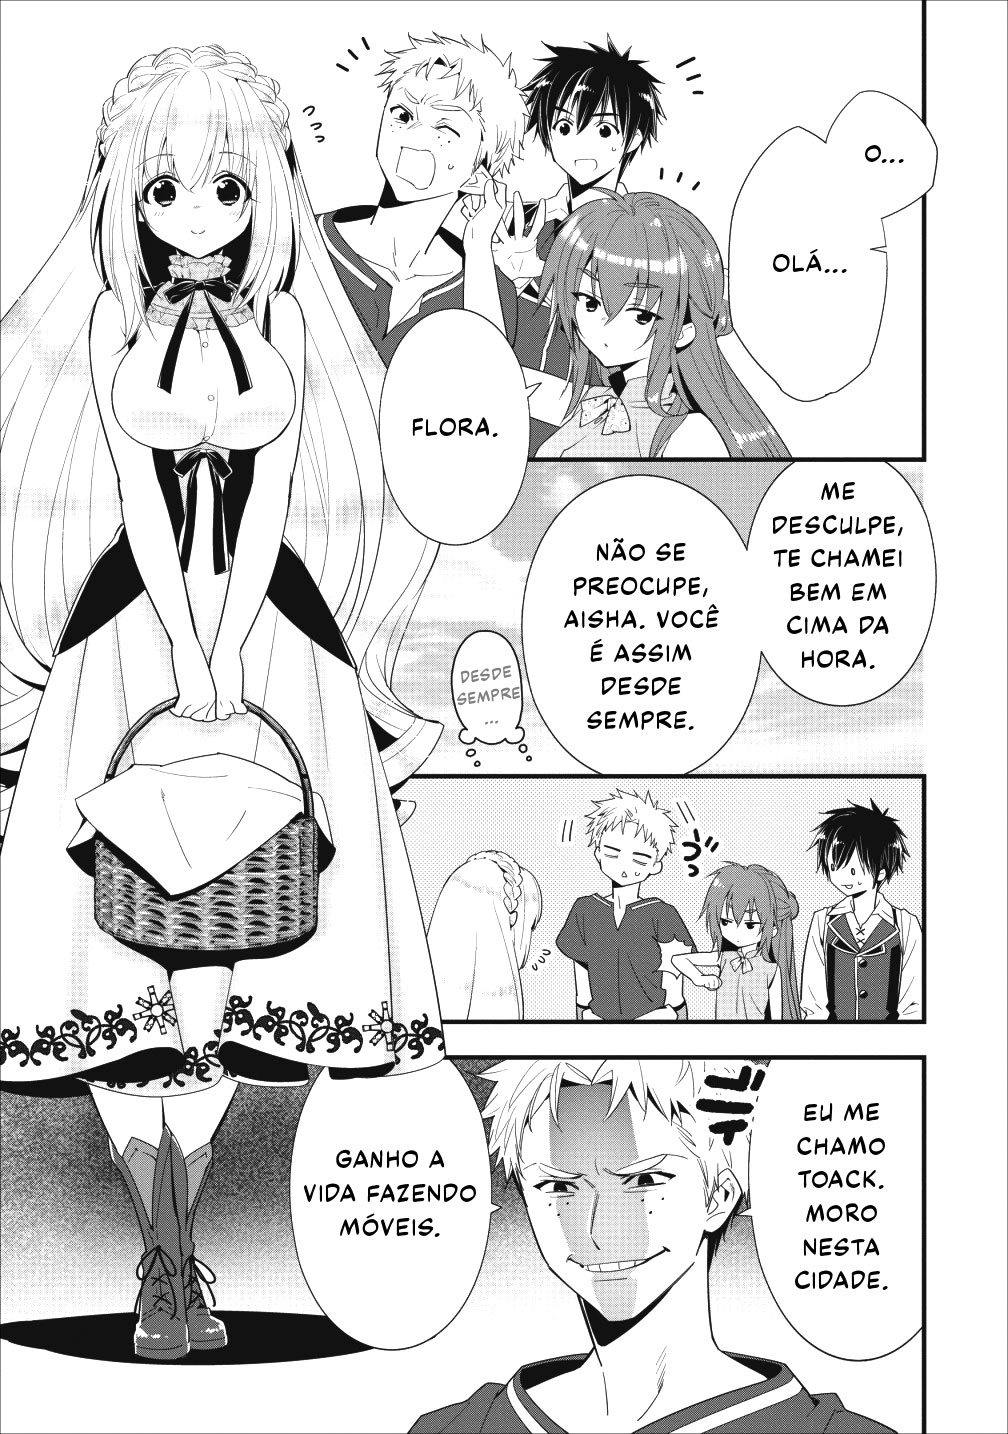 O...
OLÁ...
FLORA.
ME
DESCULPE,
TE CHAMEI
BEM EM
CIMA DA
HORA.
NÃO SE
PREOCUPE,
AISHA. VOCÊ
É ASSIM
DESDE
SEMPRE.
DESDE
SEMPRE
...
EU ME
CHAMO
TOACK.
MORO
NESTA
CIDADE.
GANHO A
VIDA FAZENDO
MÓVEIS.